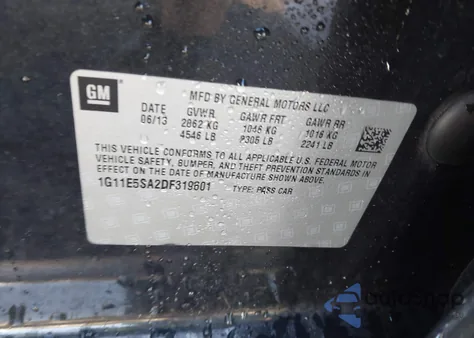 GM
MFD BY GENERAL MOTORS LLC
DATE GVWR GAWR FRT GAWR RR
06/13 2062 KG 1046 KG 1016 KG
4546 LB 2305 LB 2241 LB
THIS VEHICLE CONFORMS TO ALL APPLICABLE U.S. FEDERAL MOTOR
VEHICLE SAFETY, BUMPER, AND THEFT PREVENTION STANDARDS IN
EFFECT ON THE DATE OF MANUFACTURE SHOWN ABOVE.
1G11E5SA2DF319601 TYPE: PASS CAR